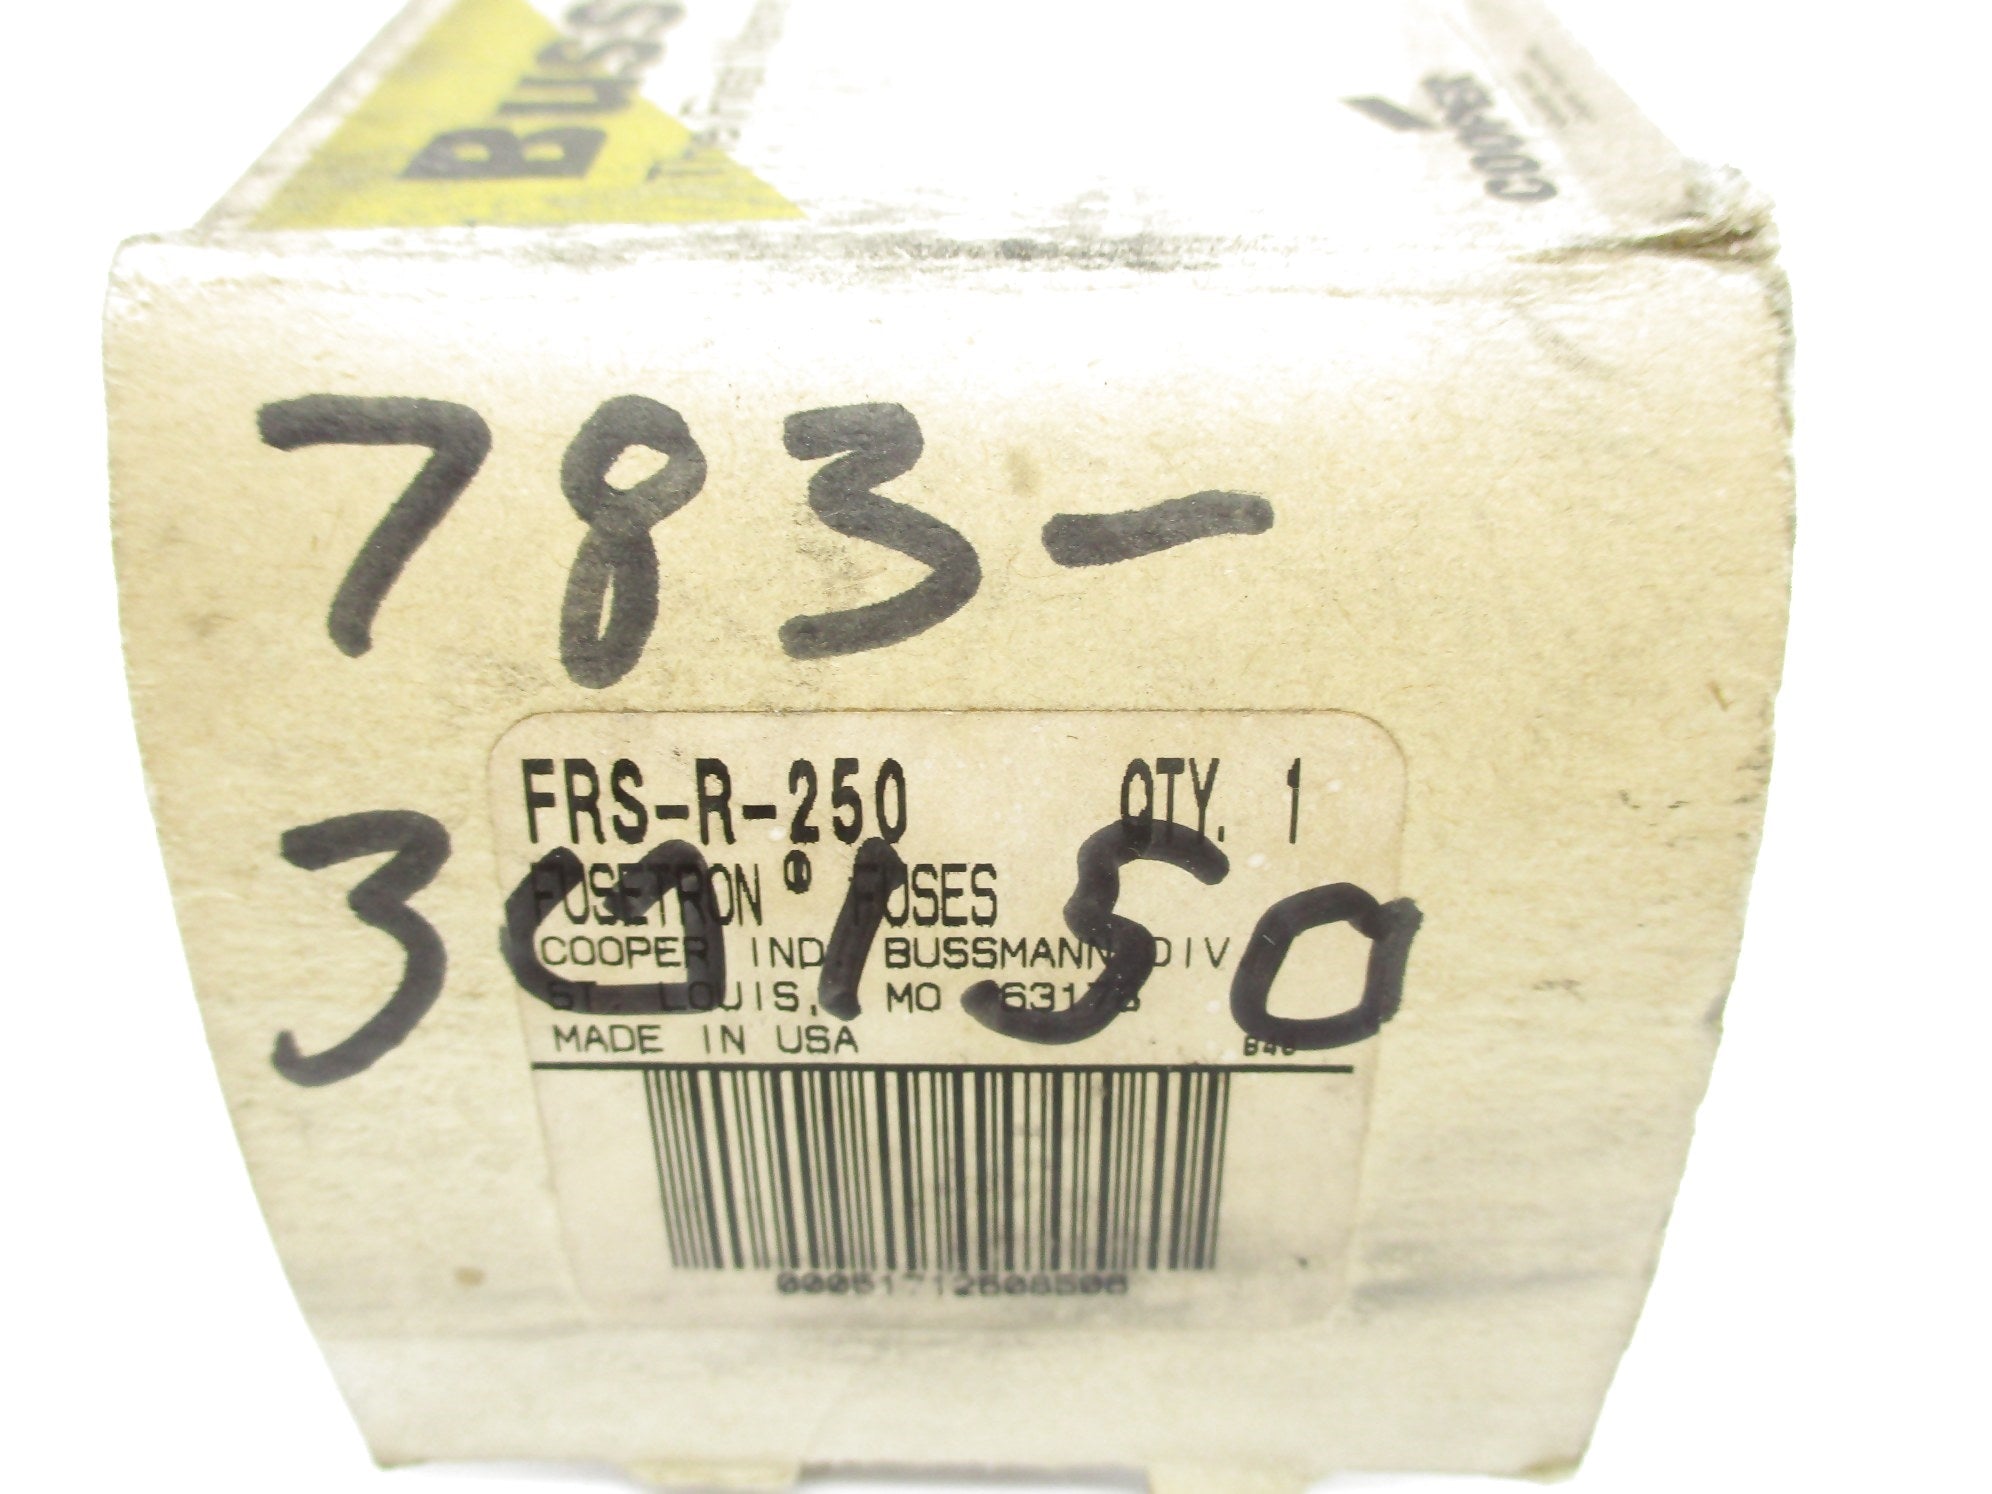 BUSS
COOPER
783-
30150
FRS-R-250 QTY. 1
FUSETRON ® FUSES
COOPER IND. BUSSMANN DIV
ST. LOUIS, MO 63178
MADE IN USA